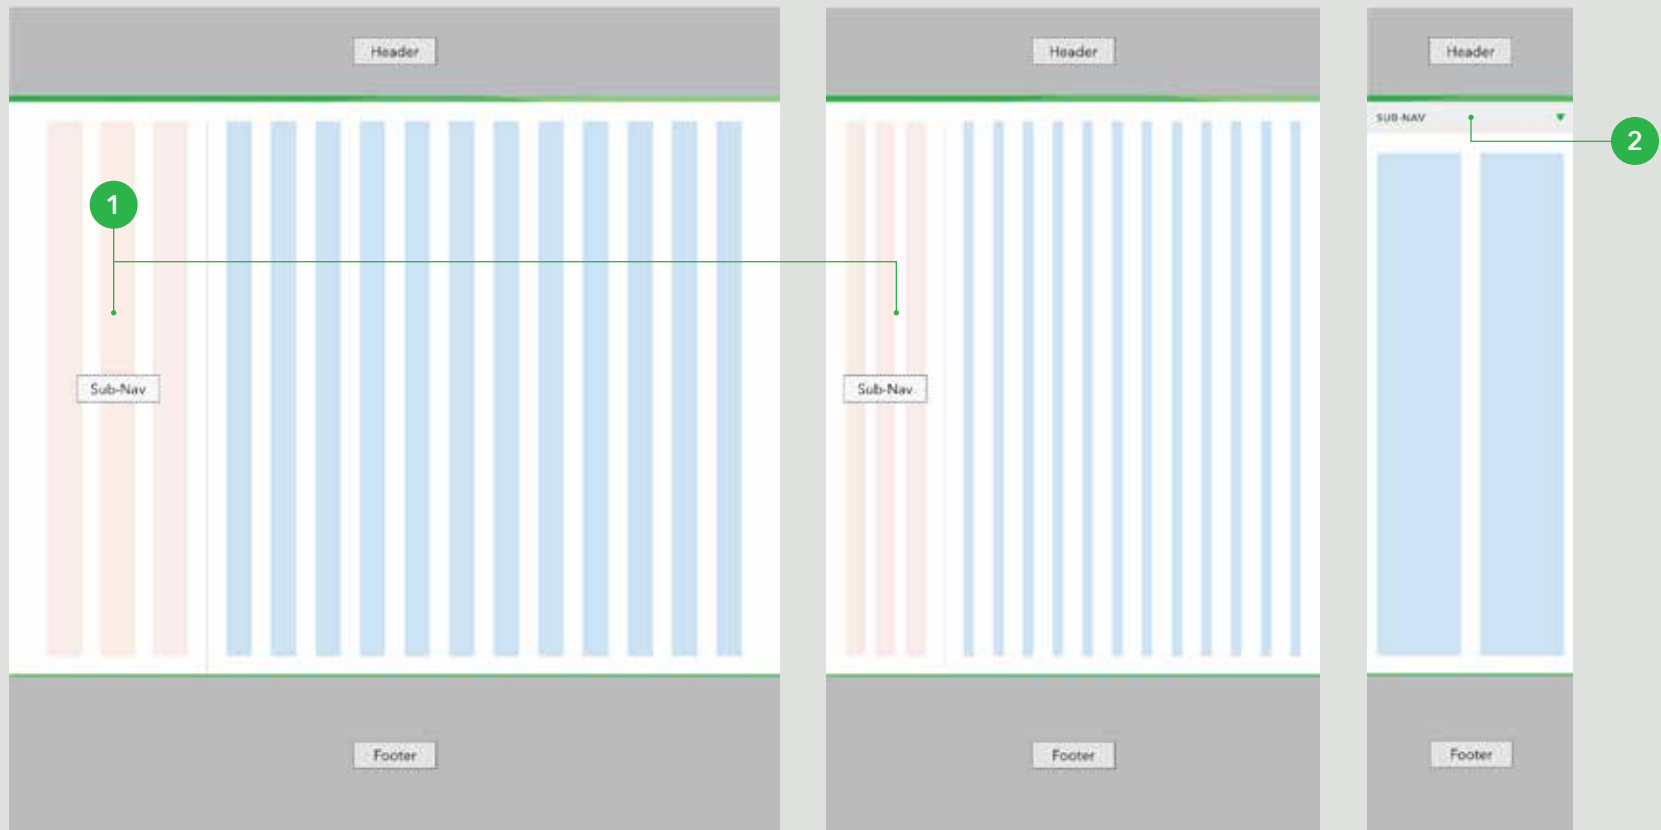 Header
Header
Header
SUB-NAV
2
1
Sub-Nav
Sub-Nav
Footer
Footer
Footer